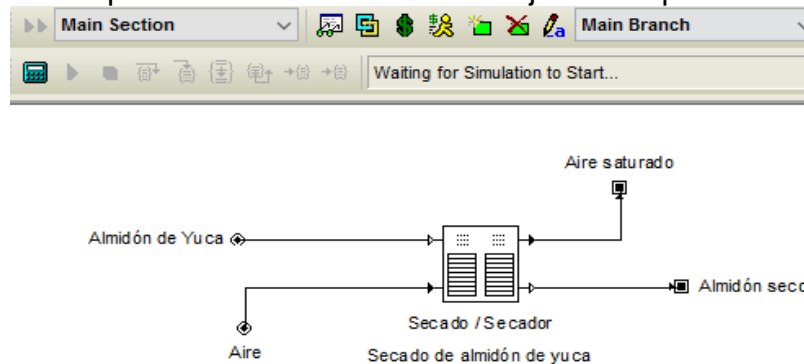 Main Section
Main Branch
Waiting for Simulation to Start...
Aire saturado
Almidón de Yuca
Almidón seco
Secado / Secador
Aire
Secado de almidón de yuca